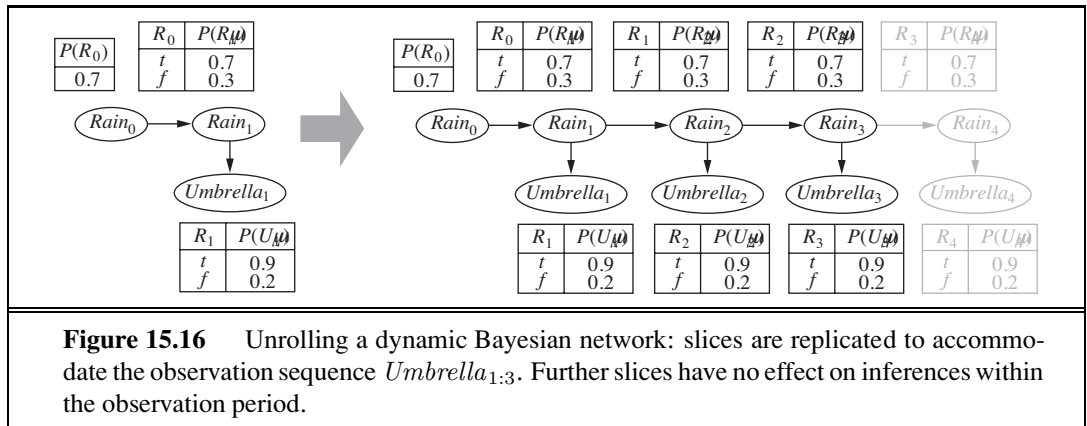 R0 P(R1)
P(R0) t 0.7
0.7 f 0.3
Rain0 Rain1
Umbrella1
R1 P(U1)
t 0.9
f 0.2
R0 P(R1) R1 P(R2) R2 P(R3) R3 P(R4)
P(R0) t 0.7 t 0.7 t 0.7 t 0.7
0.7 f 0.3 f 0.3 f 0.3 f 0.3
Rain0 Rain1 Rain2 Rain3 Rain4
Umbrella1 Umbrella2 Umbrella3 Umbrella4
R1 P(U1) R2 P(U2) R3 P(U3) R4 P(U4)
t 0.9 t 0.9 t 0.9 t 0.9
f 0.2 f 0.2 f 0.2 f 0.2
Figure 15.16 Unrolling a dynamic Bayesian network: slices are replicated to accommo-
date the observation sequence Umbrella1:3. Further slices have no effect on inferences within
the observation period.